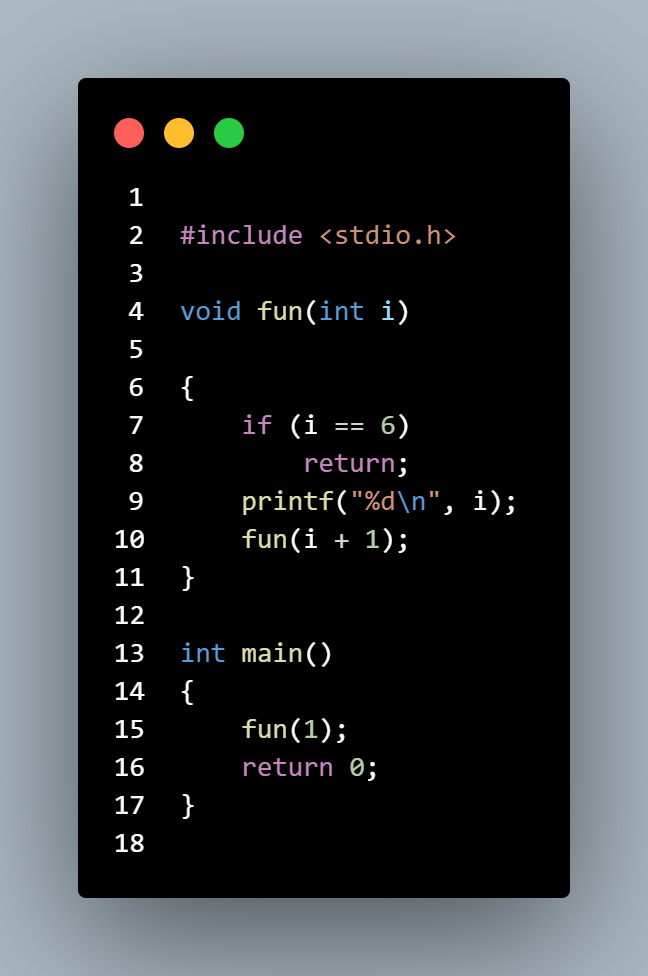 1
2 #include <stdio.h>
3
4 void fun(int i)
5
6 {
7     if (i == 6)
8         return;
9     printf("%d\n", i);
10     fun(i + 1);
11 }
12
13 int main()
14 {
15     fun(1);
16     return 0;
17 }
18